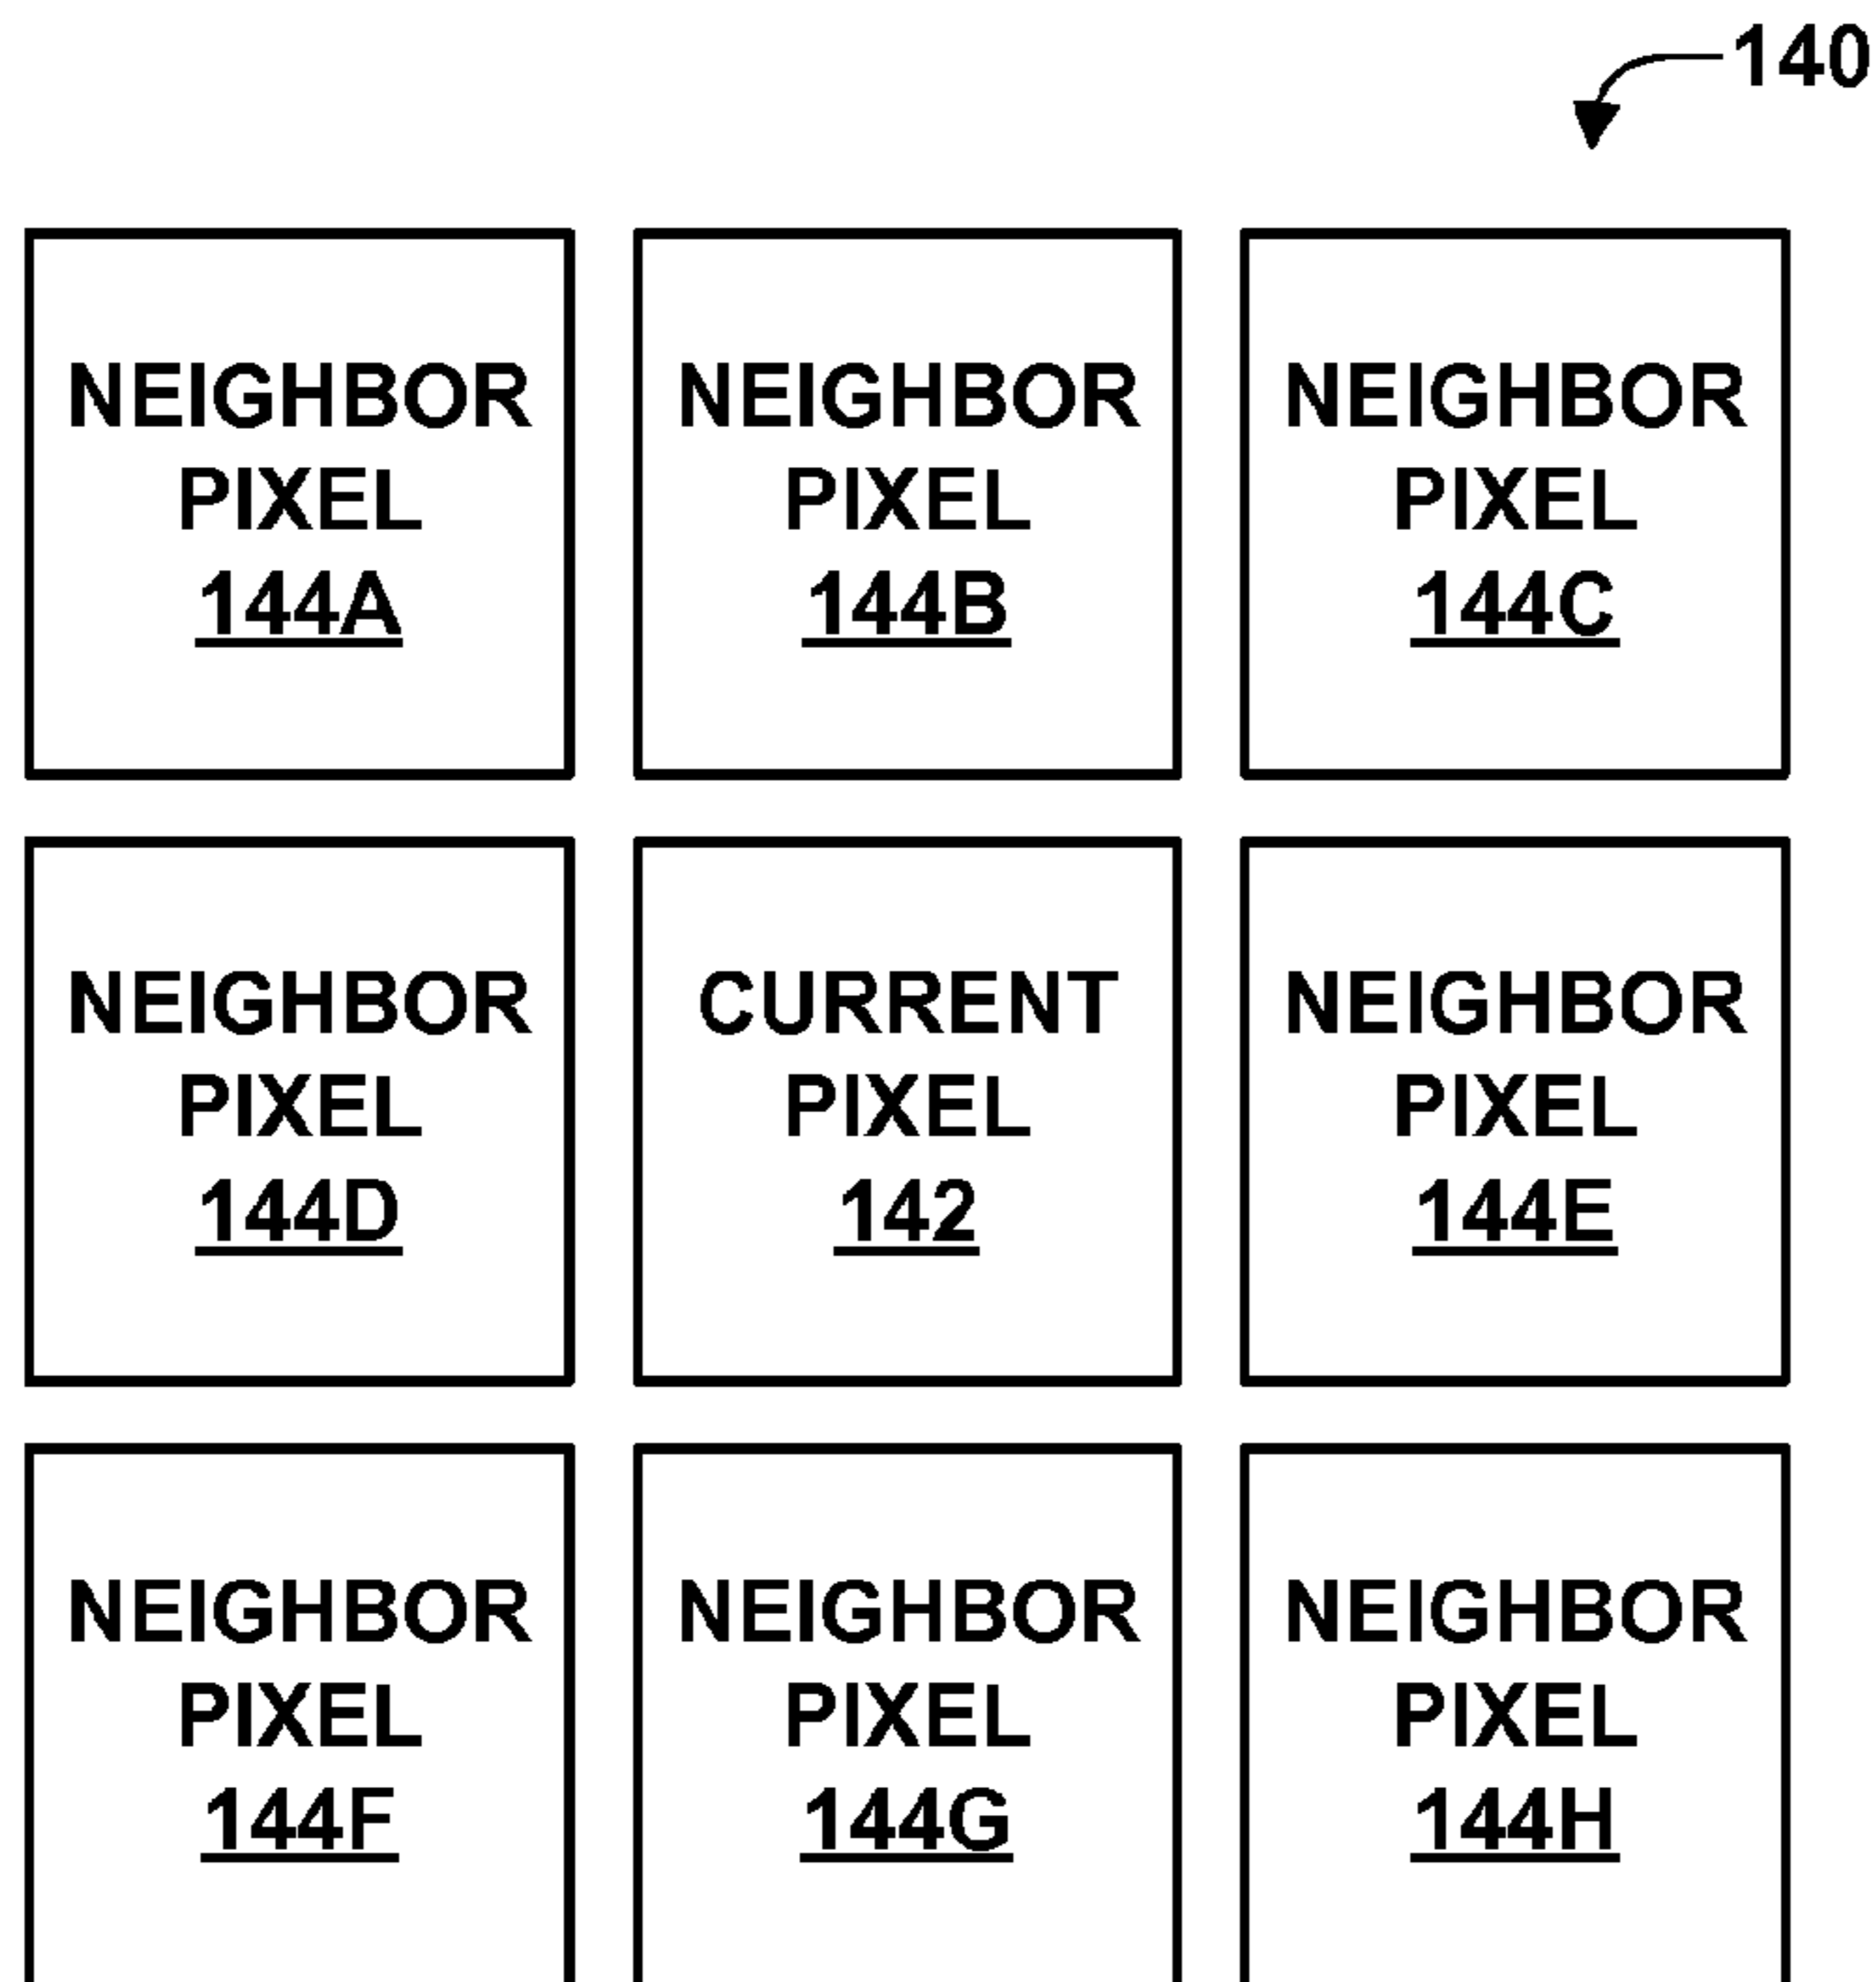 140
NEIGHBOR
PIXEL
144A
NEIGHBOR
PIXEL
144B
NEIGHBOR
PIXEL
144C
NEIGHBOR
PIXEL
144D
CURRENT
PIXEL
142
NEIGHBOR
PIXEL
144E
NEIGHBOR
PIXEL
144F
NEIGHBOR
PIXEL
144G
NEIGHBOR
PIXEL
144H